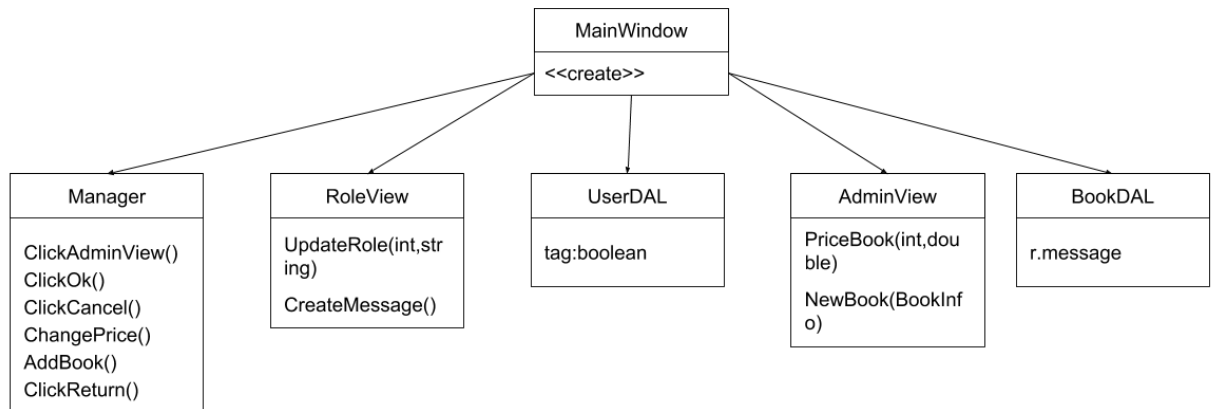 MainWindow
<<create>>
Manager
ClickAdminView()
ClickOk()
ClickCancel()
ChangePrice()
AddBook()
ClickReturn()
RoleView
UpdateRole(int,str
ing)
CreateMessage()
UserDAL
tag:boolean
AdminView
PriceBook(int,dou
ble)
NewBook(BookInf
o)
BookDAL
r.message